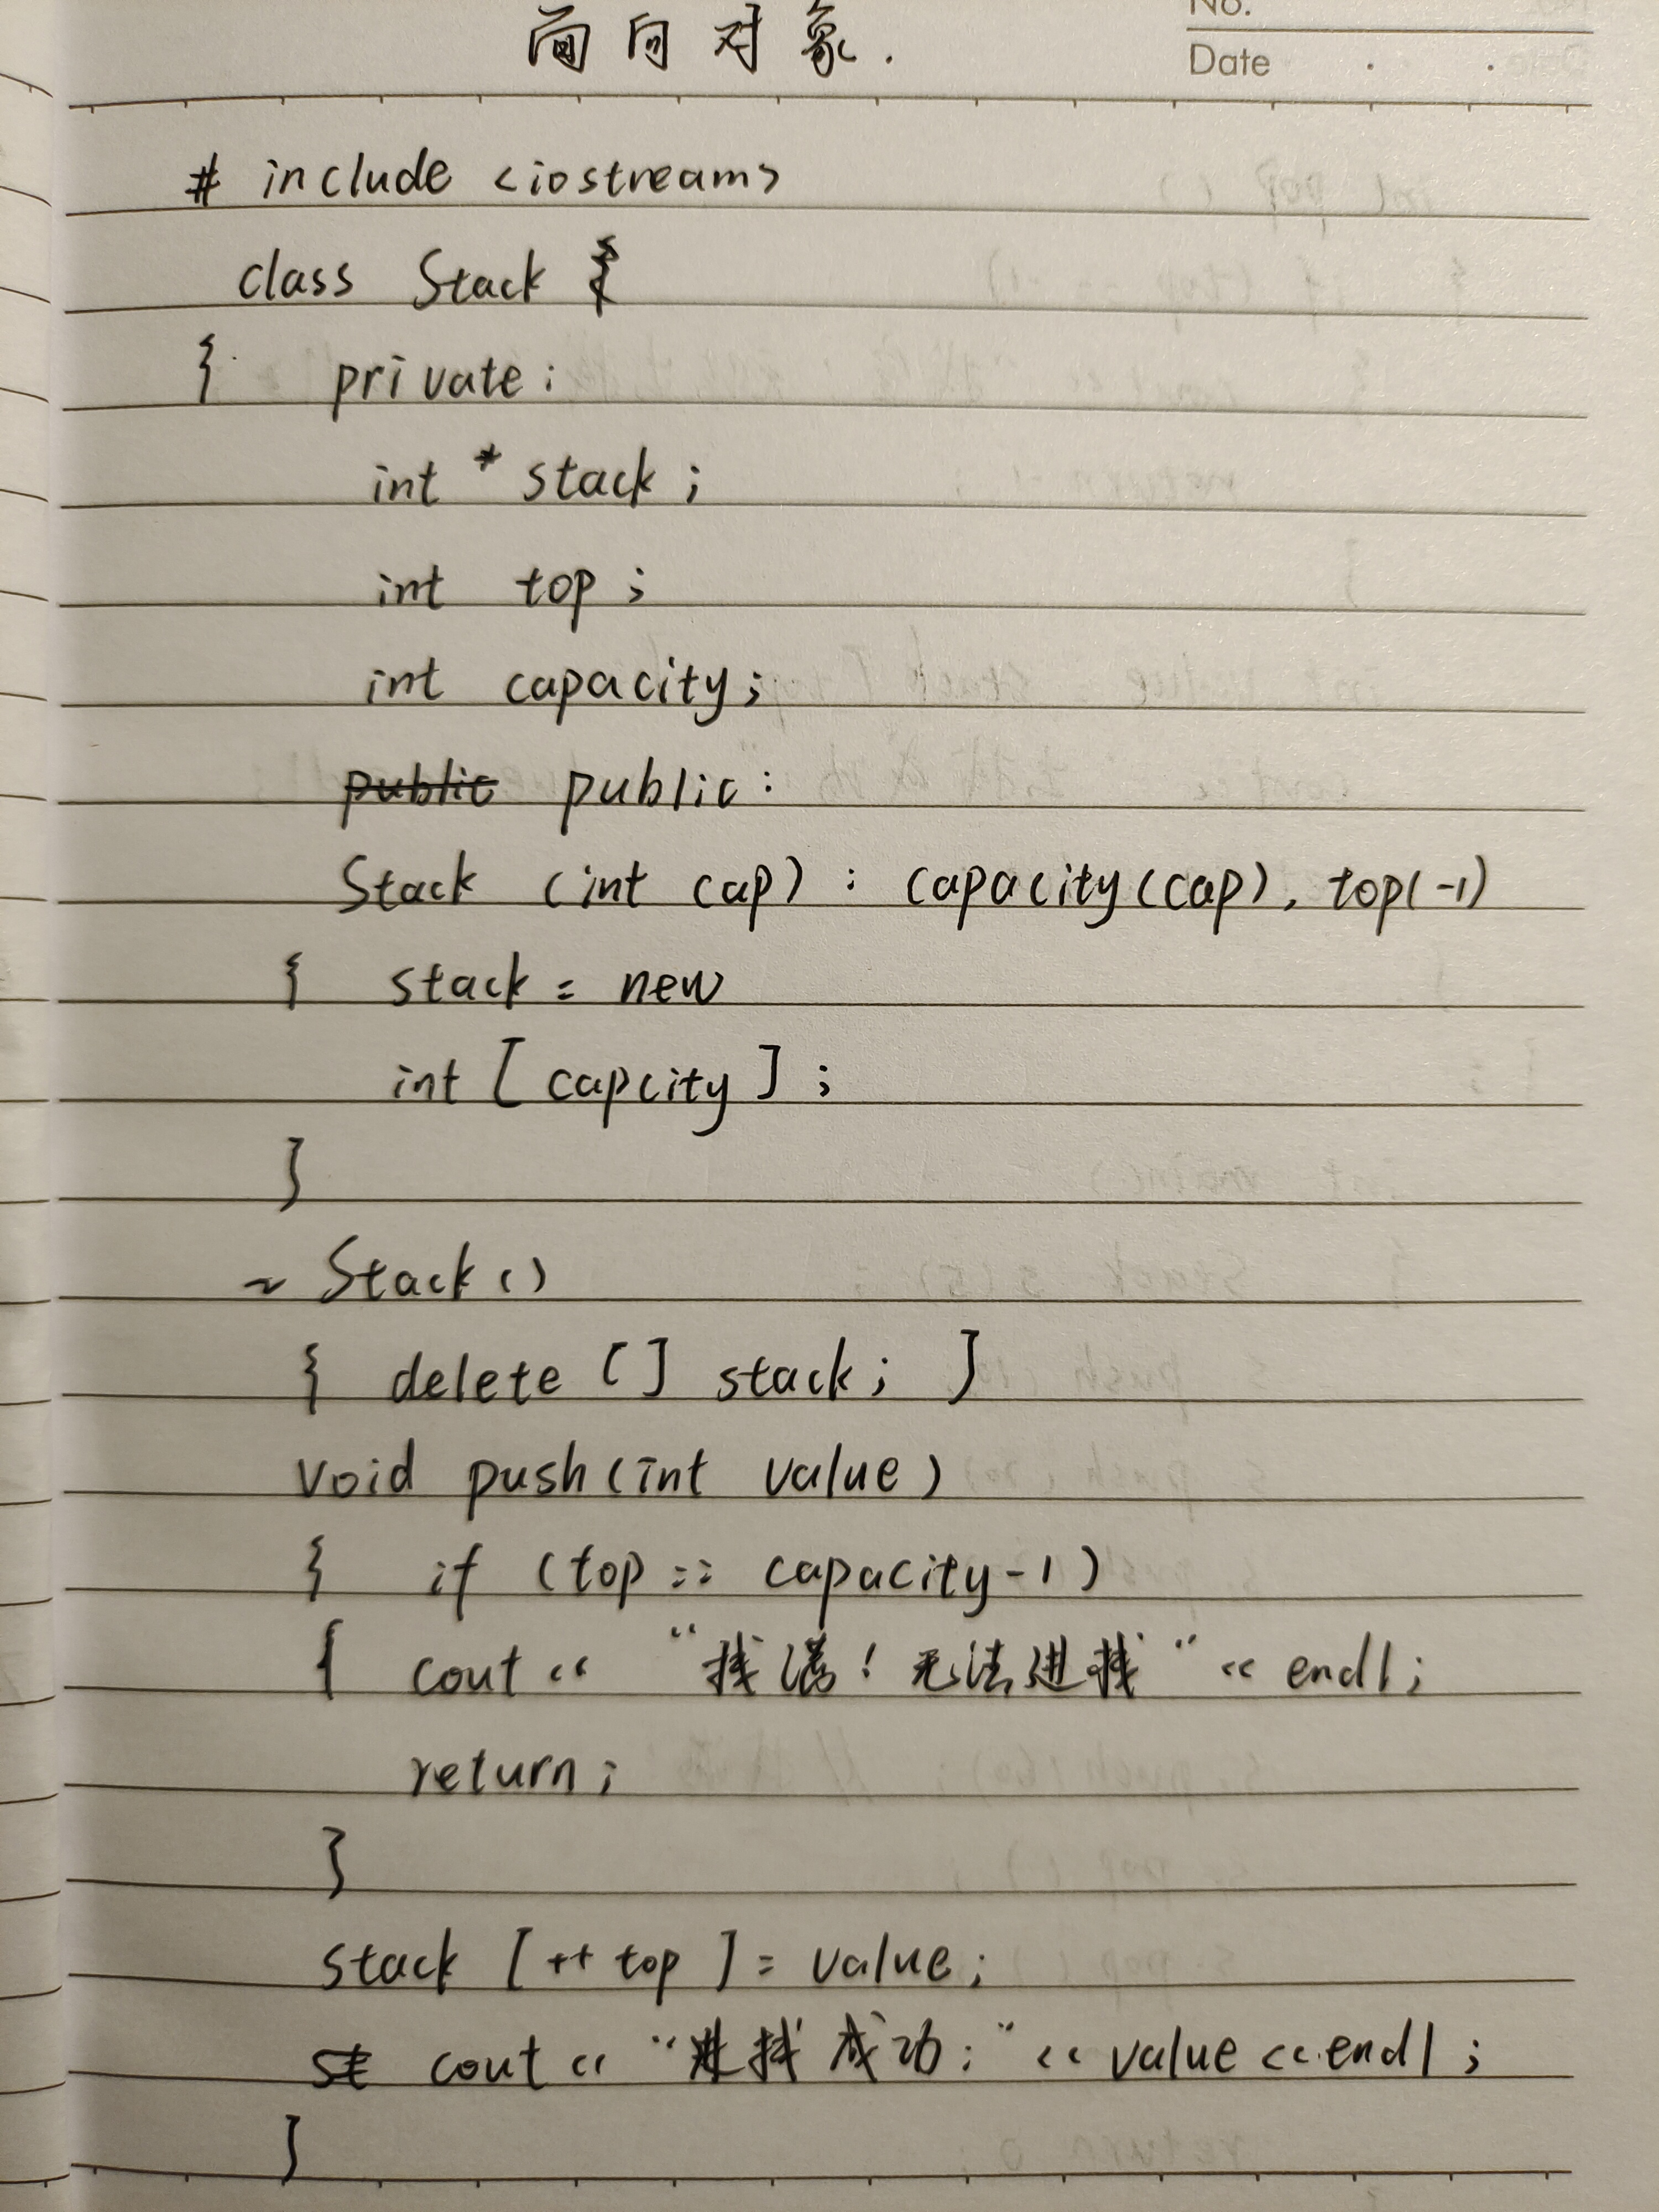 面向对象.
No.
Date
# include <iostream>
class Stack {
{ private:
int * stack ;
int top ;
int capacity;
public public:
Stack (int cap) : capacity(cap), top(-1)
{ stack = new
int [ capcity ] ;
}
~ Stack ()
{ delete [] stack ; }
void push (int value)
{ if (top == capacity-1)
{ cout << "栈满! 无法进栈" << endl ;
return ;
}
stack [ ++ top ] = value ;
st cout << "进栈成功:" << value << endl ;
}